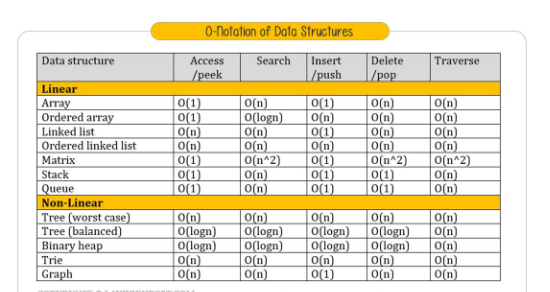 O-Notation of Data Structures
Data structure Access /peek Search Insert /push Delete /pop Traverse
Linear
Array O(1) O(n) O(1) O(n) O(n)
Ordered array O(1) O(logn) O(n) O(n) O(n)
Linked list O(n) O(n) O(1) O(n) O(n)
Ordered linked list O(n) O(n) O(n) O(n) O(n)
Matrix O(1) O(n^2) O(1) O(n^2) O(n^2)
Stack O(1) O(n) O(1) O(1) O(n)
Queue O(1) O(n) O(1) O(1) O(n)
Non-Linear
Tree (worst case) O(n) O(n) O(n) O(n) O(n)
Tree (balanced) O(logn) O(logn) O(logn) O(logn) O(n)
Binary heap O(logn) O(logn) O(logn) O(logn) O(n)
Trie O(n) O(n) O(n) O(n) O(n)
Graph O(n) O(n) O(1) O(n) O(n)